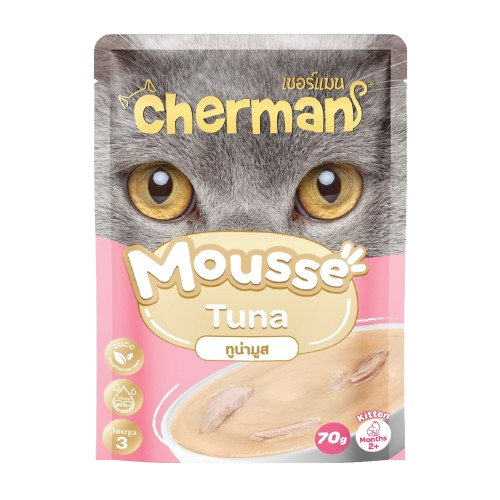 เชอร์แมน
Cherman
®
Mousse
Tuna
ทูน่ามูส
EGCC
Omega
3
70g
Kitten
Months
2+